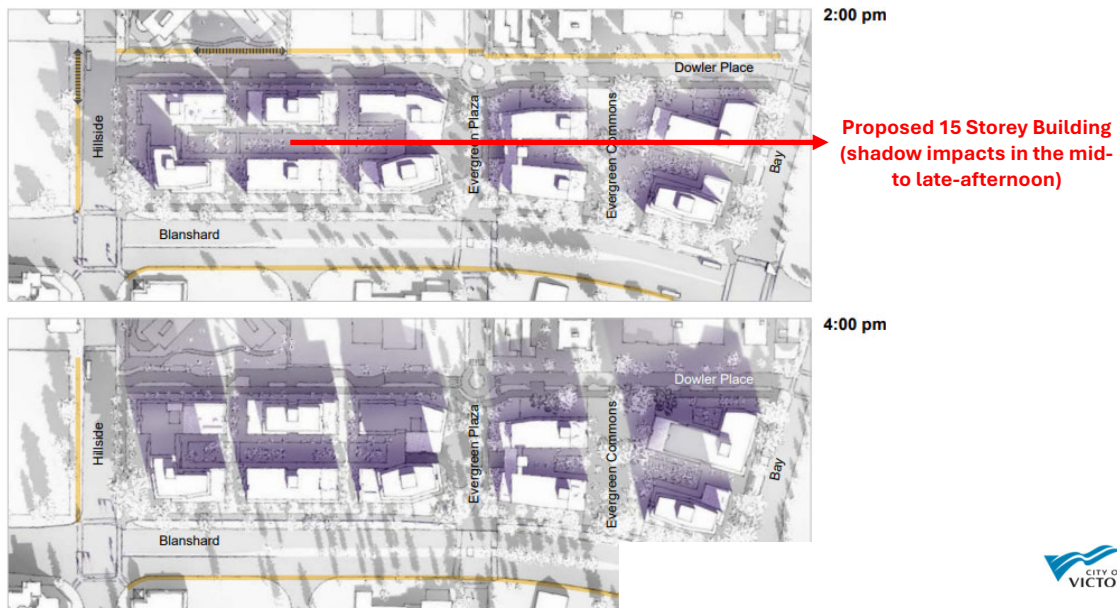 2:00 pm
Dowler Place
Hillside
Evergreen Plaza
Evergreen Commons
Bay
Blanshard
Proposed 15 Storey Building
(shadow impacts in the mid-
to late-afternoon)
4:00 pm
Dowler Place
Hillside
Evergreen Plaza
Evergreen Commons
Bay
Blanshard
CITY O
VICTO